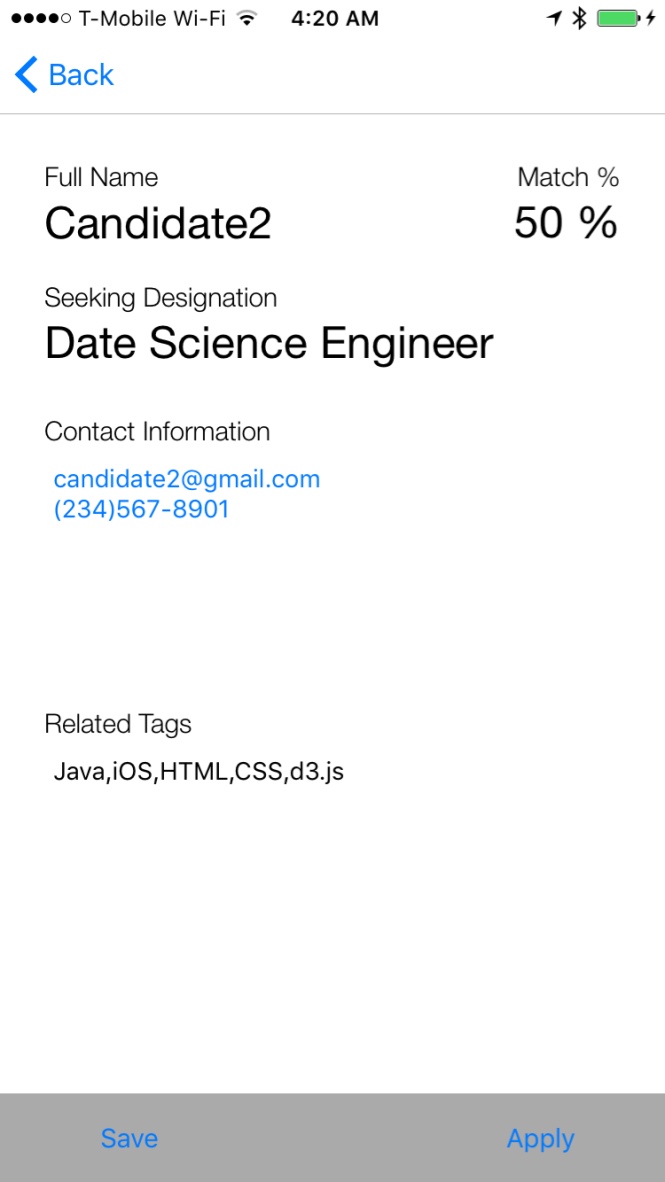 T-Mobile Wi-Fi 4:20 AM
Back
Full Name Match %
Candidate2 50 %
Seeking Designation
Date Science Engineer
Contact Information
candidate2@gmail.com
(234)567-8901
Related Tags
Java,iOS,HTML,CSS,d3.js
Save Apply